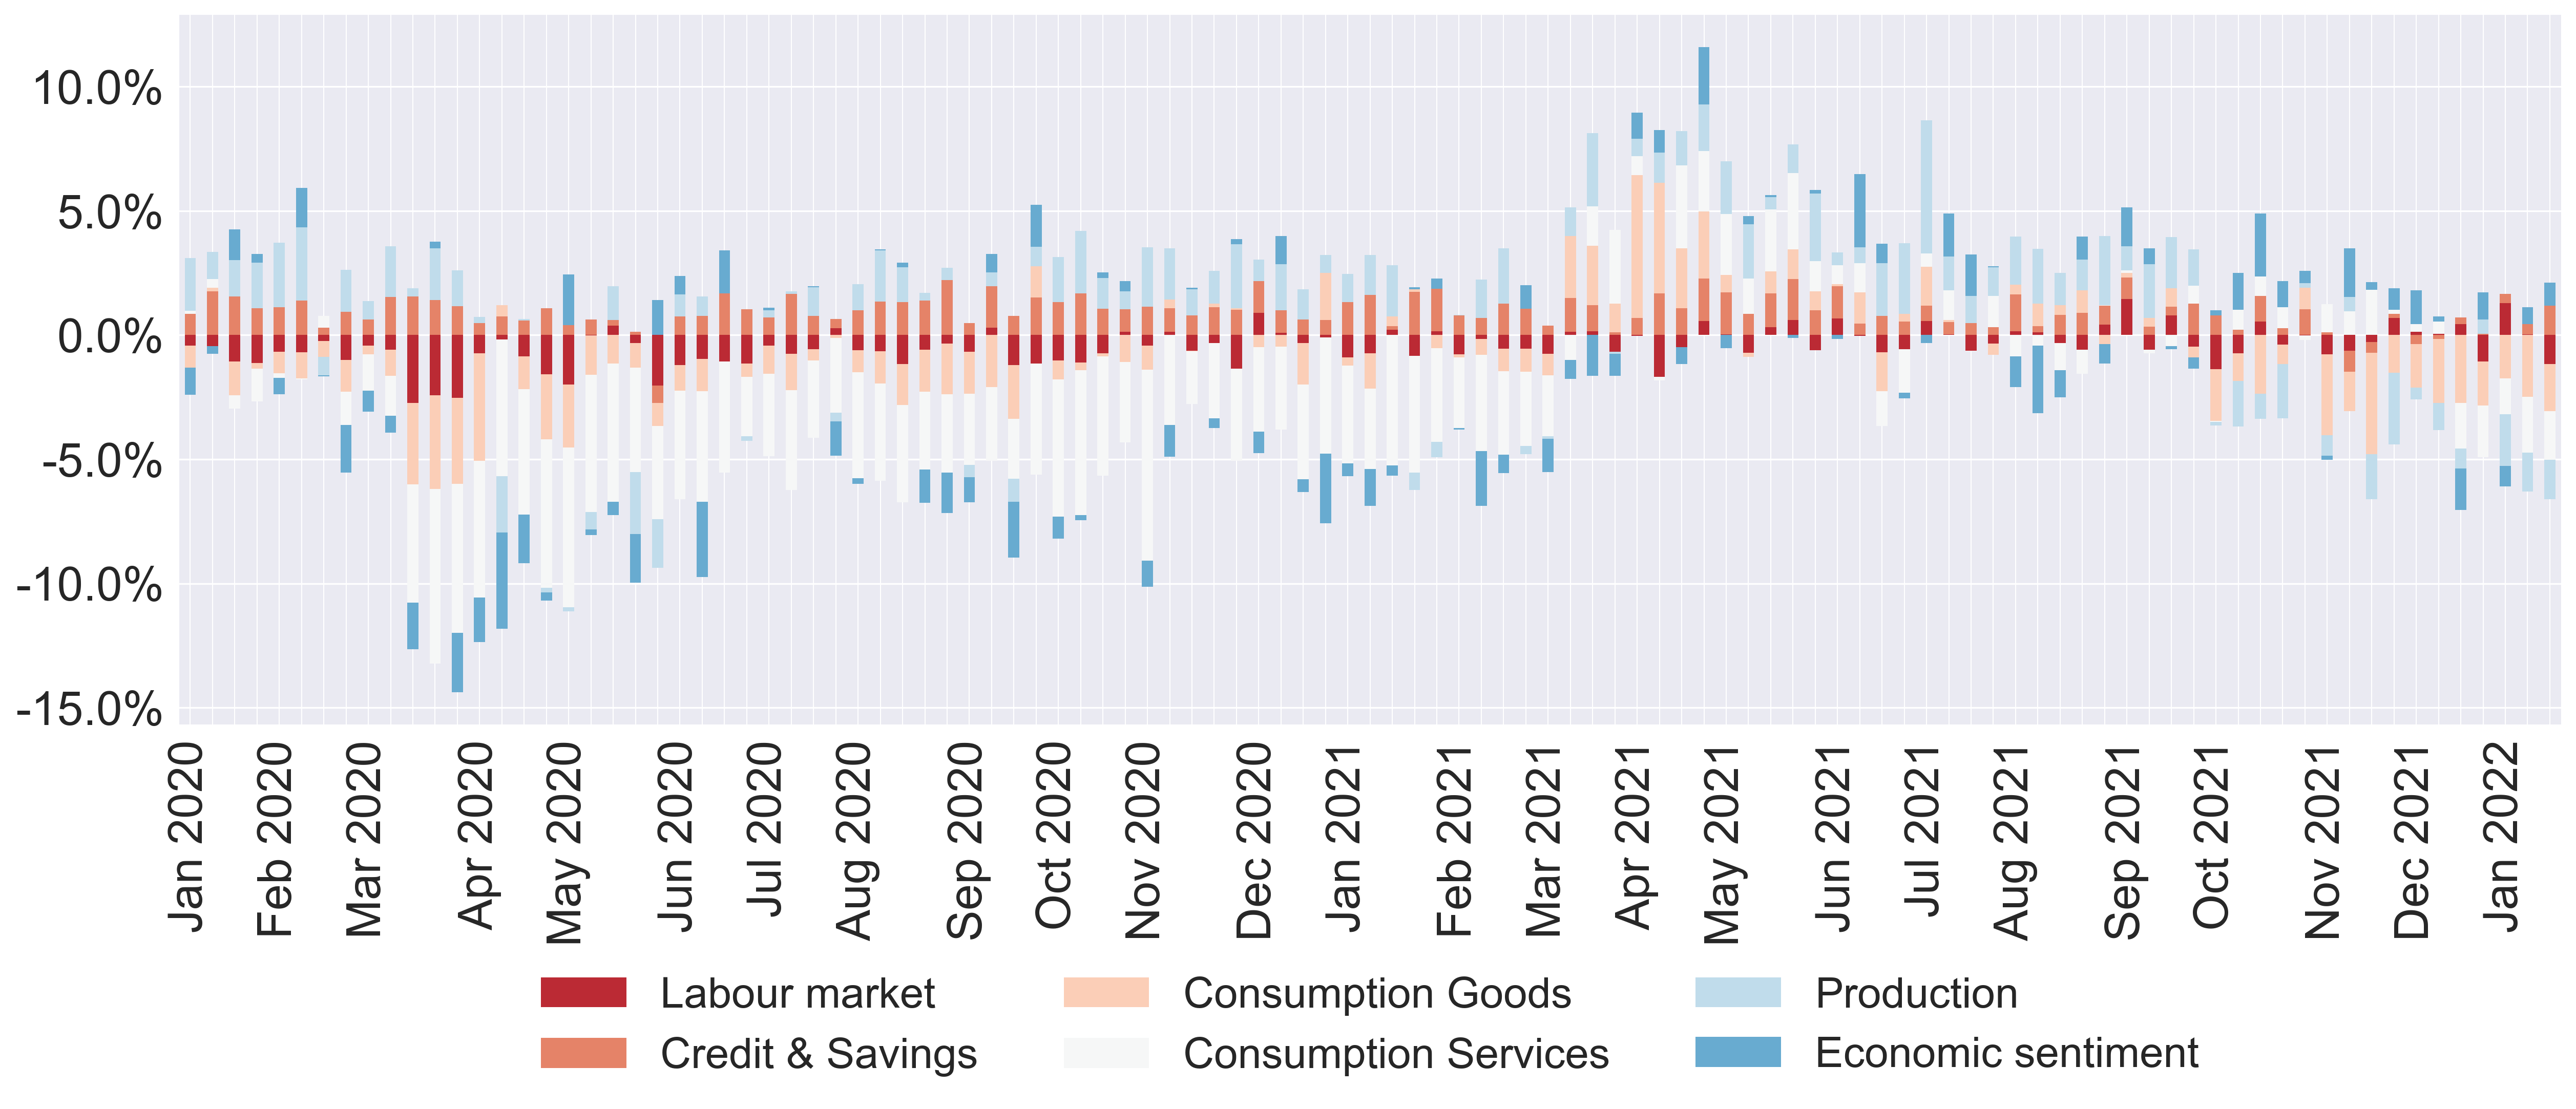 10.0%
5.0%
0.0%
-5.0%
-10.0%
-15.0%
Jan 2020
Feb 2020
Mar 2020
Apr 2020
May 2020
Jun 2020
Jul 2020
Aug 2020
Sep 2020
Oct 2020
Nov 2020
Dec 2020
Jan 2021
Feb 2021
Mar 2021
Apr 2021
May 2021
Jun 2021
Jul 2021
Aug 2021
Sep 2021
Oct 2021
Nov 2021
Dec 2021
Jan 2022
Labour market
Credit & Savings
Consumption Goods
Consumption Services
Production
Economic sentiment